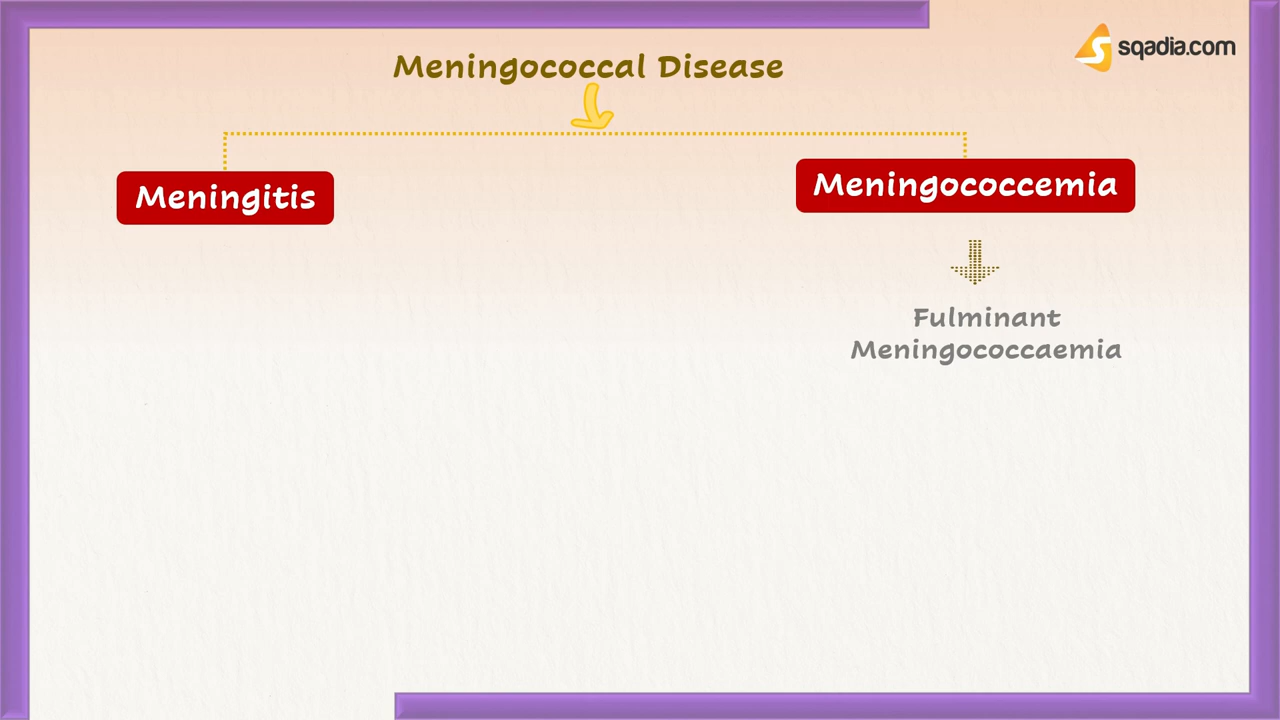 sqadia.com
Meningococcal Disease
Meningitis
Meningococcemia
Fulminant
Meningococcaemia